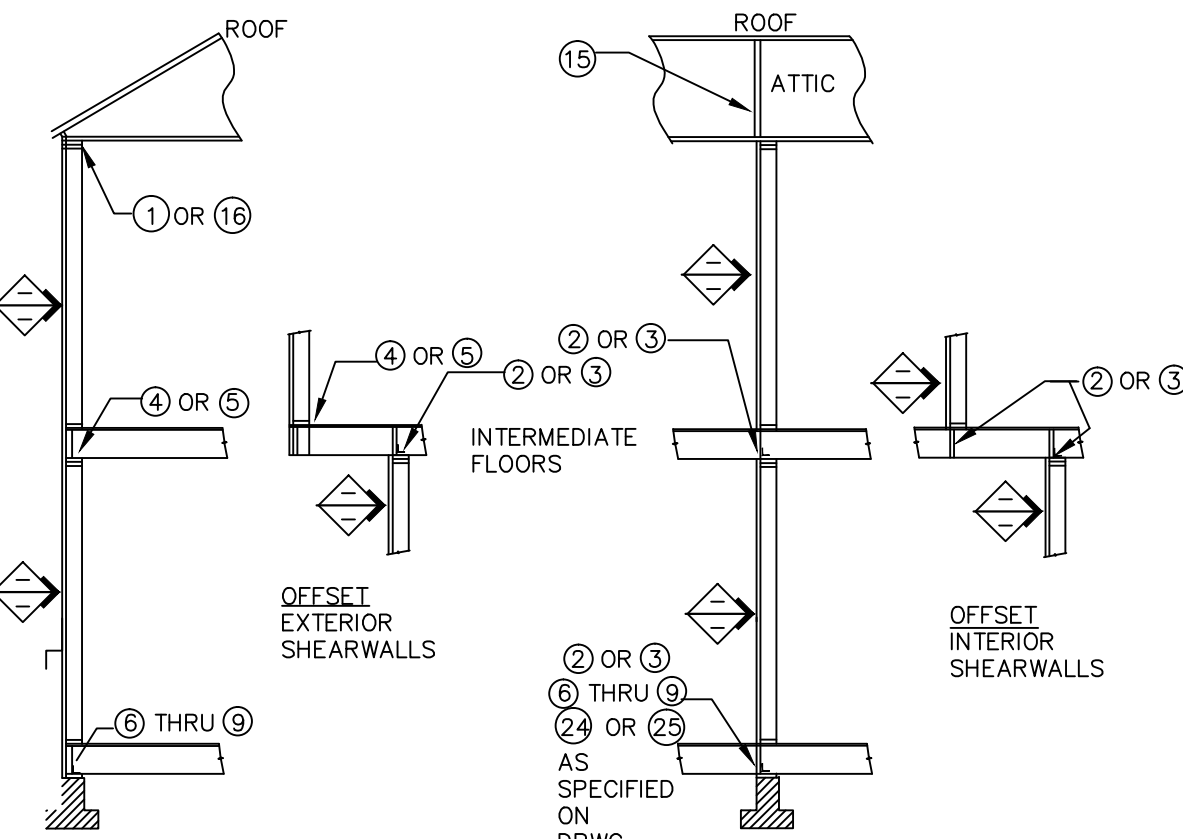 ROOF
1 OR 16
4 OR 5
6 THRU 9
4 OR 5
2 OR 3
OFFSET
EXTERIOR
SHEARWALLS
INTERMEDIATE
FLOORS
ROOF
15
ATTIC
2 OR 3
2 OR 3
6 THRU 9
24 OR 25
AS
SPECIFIED
ON
DRWG
2 OR 3
OFFSET
INTERIOR
SHEARWALLS